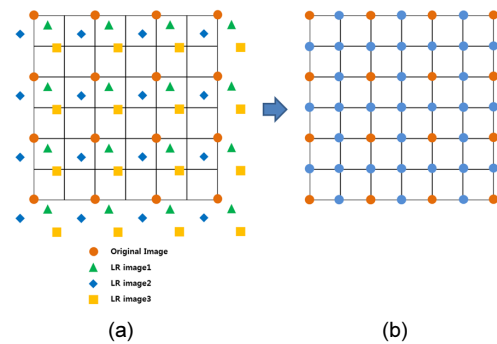 Original Image
LR image1
LR image2
LR image3
(a)
(b)